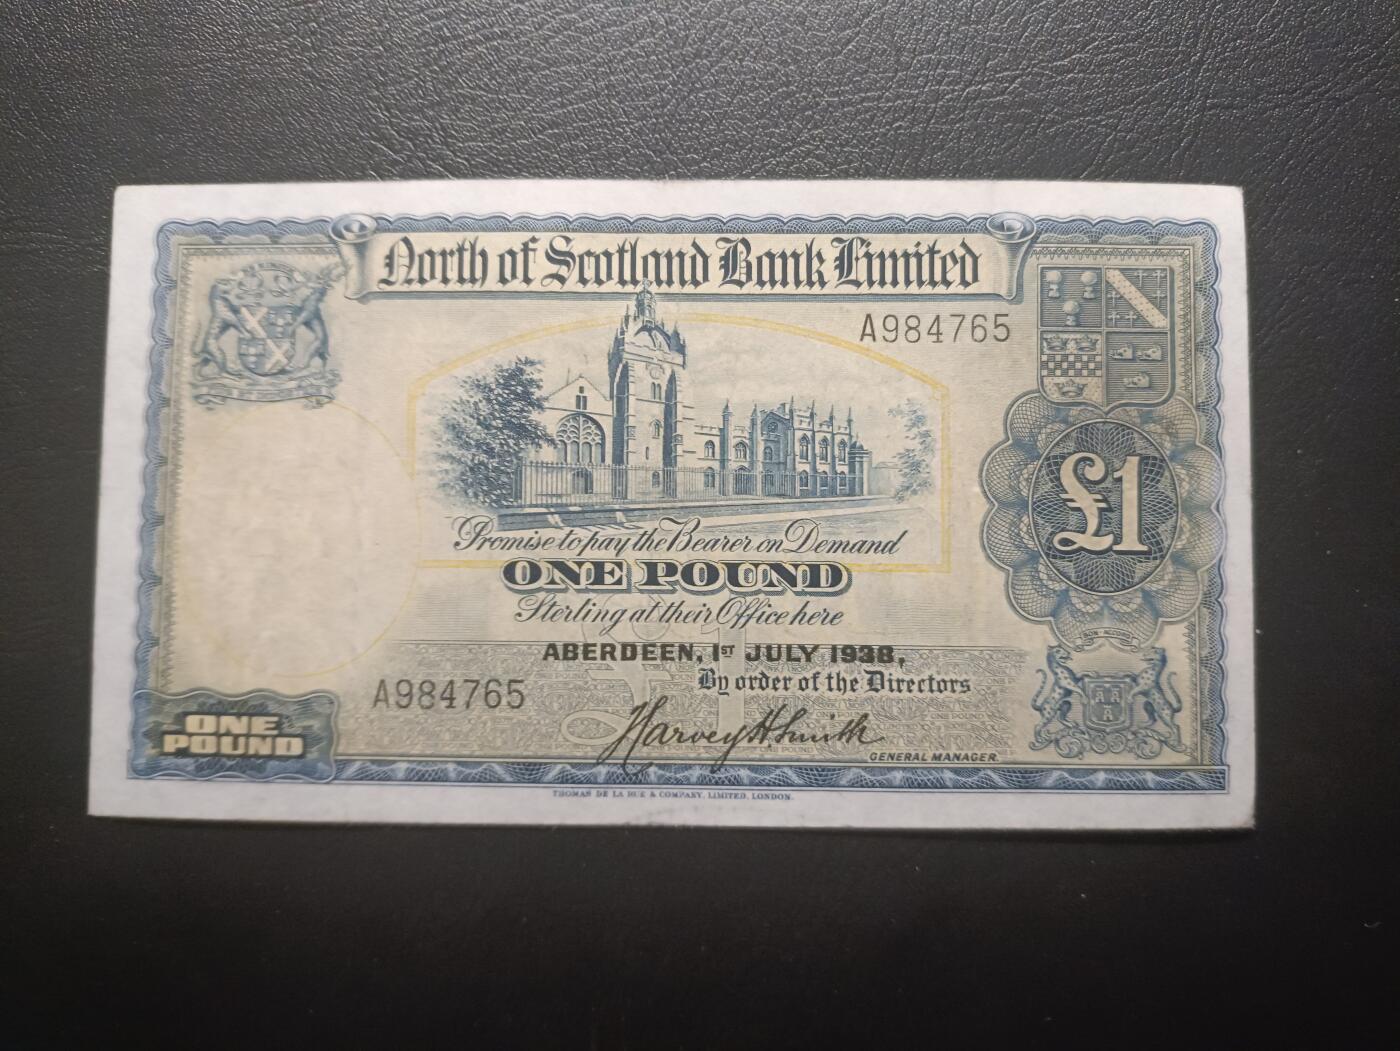 North of Scotland Bank Limited
A984765
£1
Promise to pay the Bearer on Demand
ONE POUND
Sterling at their Office here
ABERDEEN, 1ST JULY 1938,
By order of the Directors
A984765
Harvey H. Smith
GENERAL MANAGER.
ONE
POUND
BON-ACCORD
THOMAS DE LA RUE & COMPANY, LIMITED, LONDON.